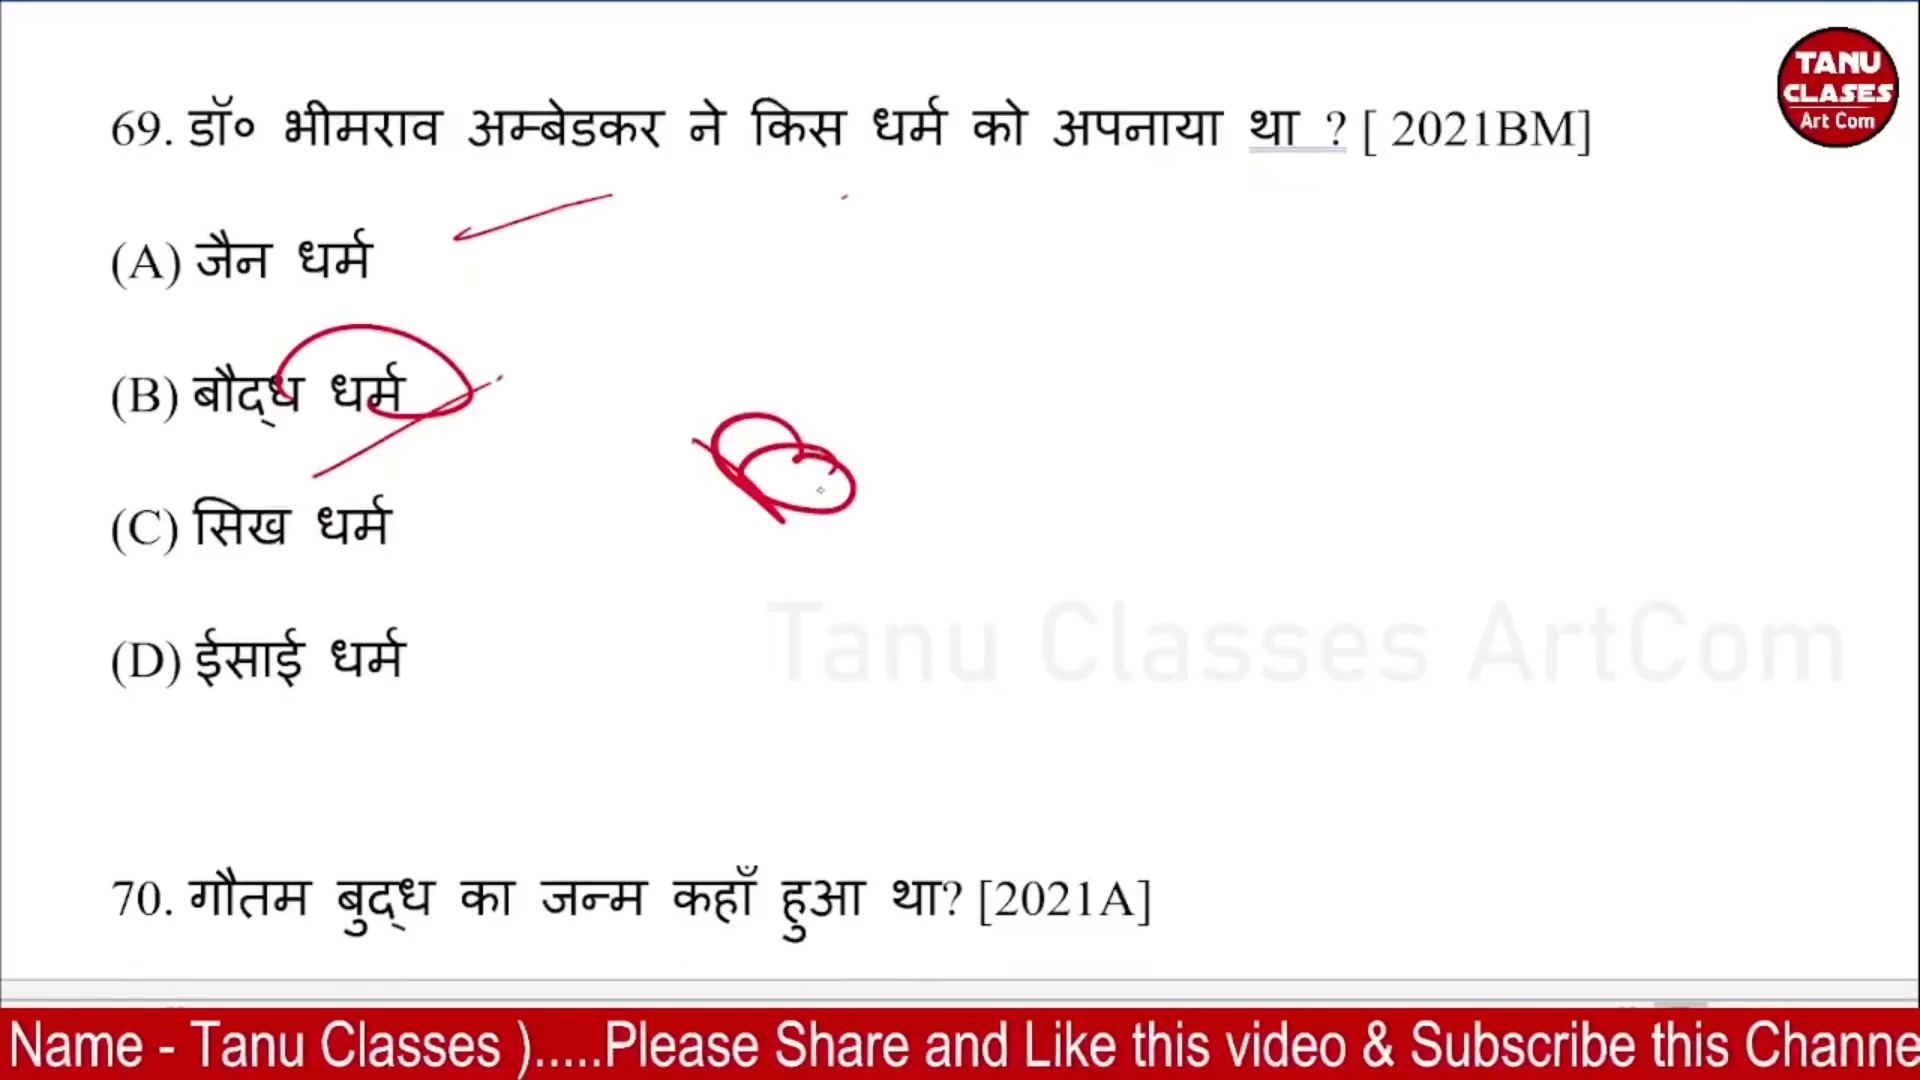 TANU
CLASES
Art Com
69. डॉ० भीमराव अम्बेडकर ने किस धर्म को अपनाया था ? [ 2021BM]
(A) जैन धर्म
(B) बौद्ध धर्म
(C) सिख धर्म
(D) ईसाई धर्म
Tanu Classes ArtCom
70. गौतम बुद्ध का जन्म कहाँ हुआ था? [2021A]
Name - Tanu Classes ).....Please Share and Like this video & Subscribe this Channe